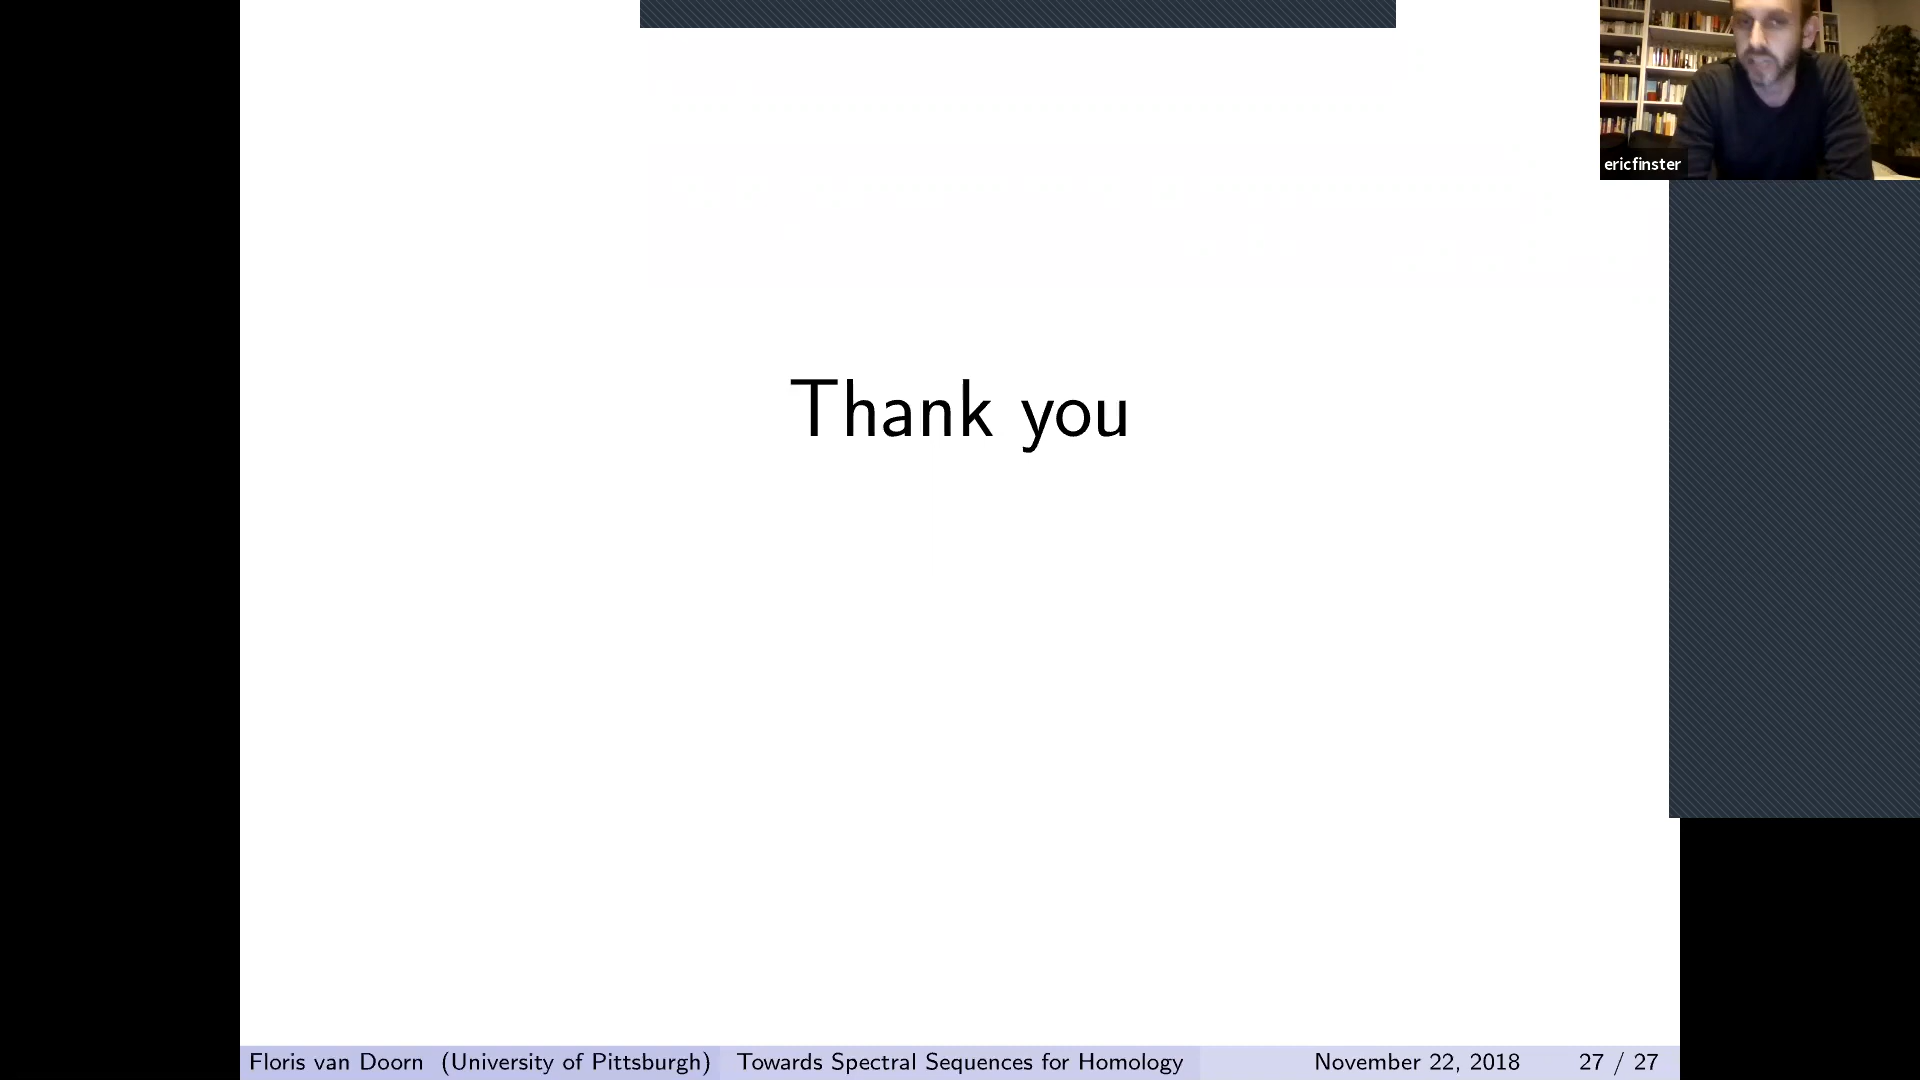 ericfinster
Thank you
Floris van Doorn (University of Pittsburgh) Towards Spectral Sequences for Homology November 22, 2018 27 / 27